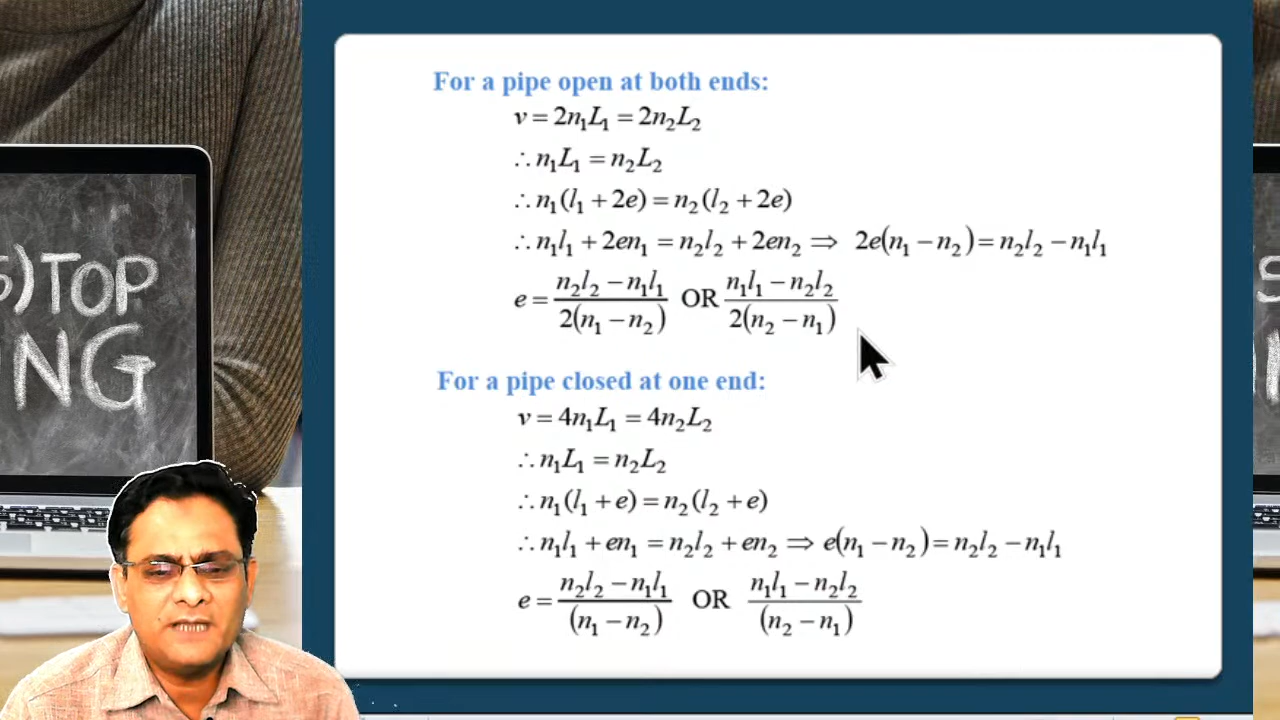 For a pipe open at both ends:
v = 2n₁L₁ = 2n₂L₂
∴ n₁L₁ = n₂L₂
∴ n₁(l₁ + 2e) = n₂(l₂ + 2e)
∴ n₁l₁ + 2en₁ = n₂l₂ + 2en₂ ⇒ 2e(n₁ − n₂) = n₂l₂ − n₁l₁
e = (n₂l₂ − n₁l₁)/(2(n₁ − n₂)) OR (n₁l₁ − n₂l₂)/(2(n₂ − n₁))
For a pipe closed at one end:
v = 4n₁L₁ = 4n₂L₂
∴ n₁L₁ = n₂L₂
∴ n₁(l₁ + e) = n₂(l₂ + e)
∴ n₁l₁ + en₁ = n₂l₂ + en₂ ⇒ e(n₁ − n₂) = n₂l₂ − n₁l₁
e = (n₂l₂ − n₁l₁)/(n₁ − n₂) OR (n₁l₁ − n₂l₂)/(n₂ − n₁)
S)TOP
NG